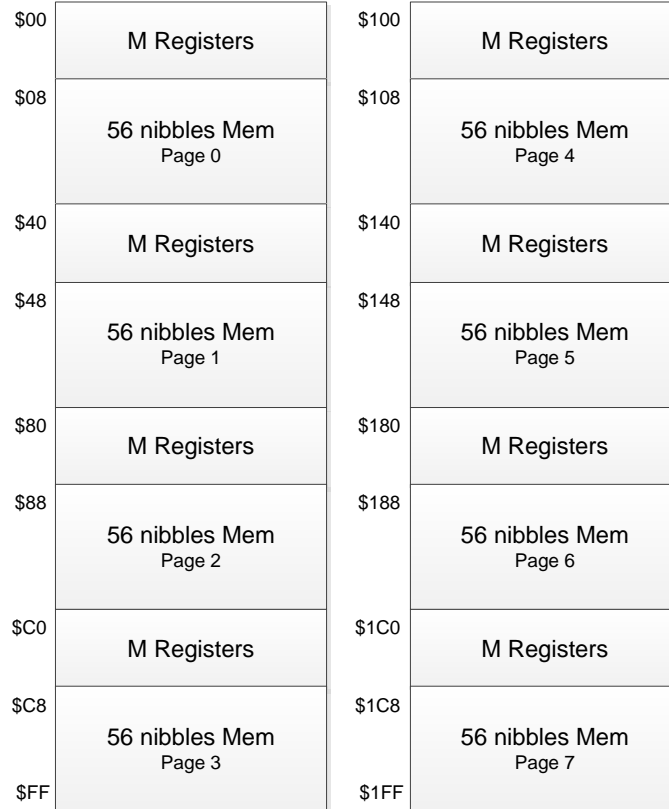 $00
M Registers
$08
56 nibbles Mem
Page 0
$40
M Registers
$48
56 nibbles Mem
Page 1
$80
M Registers
$88
56 nibbles Mem
Page 2
$C0
M Registers
$C8
56 nibbles Mem
Page 3
$FF
$100
M Registers
$108
56 nibbles Mem
Page 4
$140
M Registers
$148
56 nibbles Mem
Page 5
$180
M Registers
$188
56 nibbles Mem
Page 6
$1C0
M Registers
$1C8
56 nibbles Mem
Page 7
$1FF